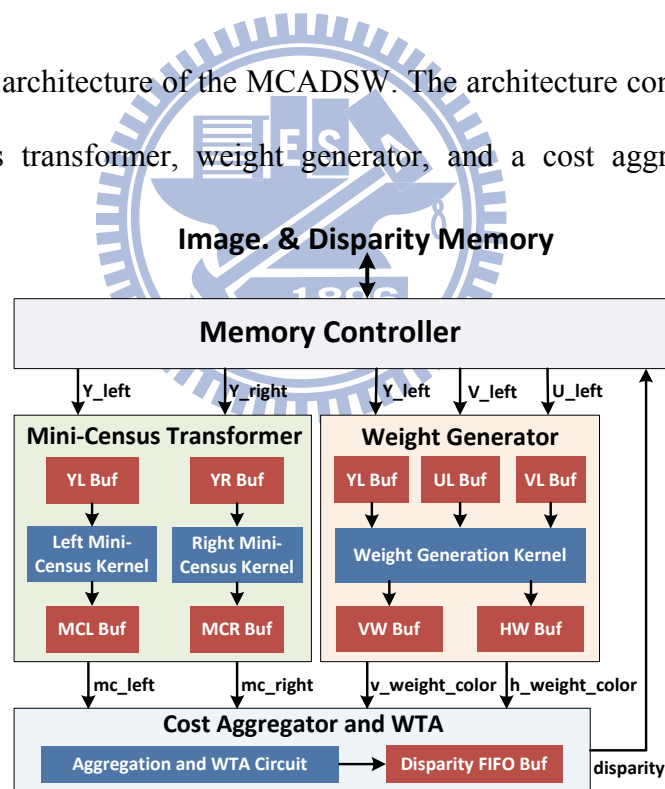 architecture of the MCADSW. The architecture con
s transformer, weight generator, and a cost aggr
ES
Image. & Disparity Memory
1896
Memory Controller
Y_left Y_right Y_left V_left U_left
Mini-Census Transformer Weight Generator
YL Buf YR Buf YL Buf UL Buf VL Buf
Left Mini-
Census Kernel
Right Mini-
Census Kernel
Weight Generation Kernel
MCL Buf MCR Buf VW Buf HW Buf
mc_left mc_right v_weight_color h_weight_color
Cost Aggregator and WTA
Aggregation and WTA Circuit Disparity FIFO Buf disparity